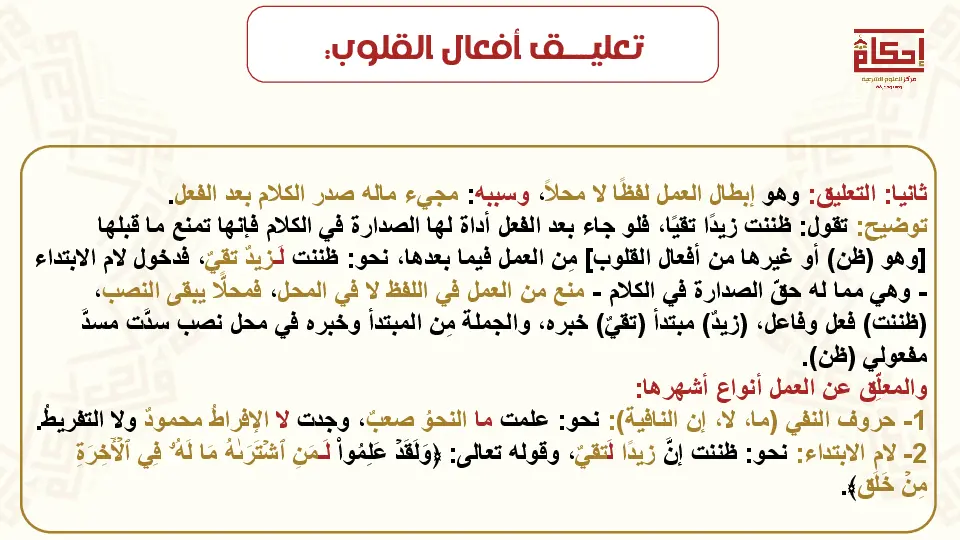 تعليـــق أفعال القلوب:
إحكام
مركز للعلوم الشرعية
ثانيا: التعليق: وهو إبطال العمل لفظًا لا محلاً، وسببه: مجيء ماله صدر الكلام بعد الفعل.
توضيح: تقول: ظننت زيدًا تقيًا، فلو جاء بعد الفعل أداة لها الصدارة في الكلام فإنها تمنع ما قبلها
[وهو (ظن) أو غيرها من أفعال القلوب] مِن العمل فيما بعدها، نحو: ظننت لَـزيدٌ تقيٌ، فدخول لام الابتداء
- وهي مما له حقّ الصدارة في الكلام - منع من العمل في اللفظ لا في المحل، فمحلًّا يبقى النصب،
(ظننت) فعل وفاعل، (زيدٌ) مبتدأ (تقيٌ) خبره، والجملة مِن المبتدأ وخبره في محل نصب سدَّت مسدَّ
مفعولي (ظن).
والمعلِّق عن العمل أنواع أشهرها:
1- حروف النفي (ما، لا، إن النافية): نحو: علمت ما النحوُ صعبٌ، وجدت لا الإفراطُ محمودٌ ولا التفريطُ.
2- لام الابتداء: نحو: ظننت إنَّ زيدًا لَتقيٌ، وقوله تعالى: ﴿وَلَقَدۡ عَلِمُواْ لَـمَنِ ٱشۡتَرَىٰهُ مَا لَهُۥ فِي ٱلۡأٓخِرَةِ
مِنۡ خَلَٰقٖ﴾.